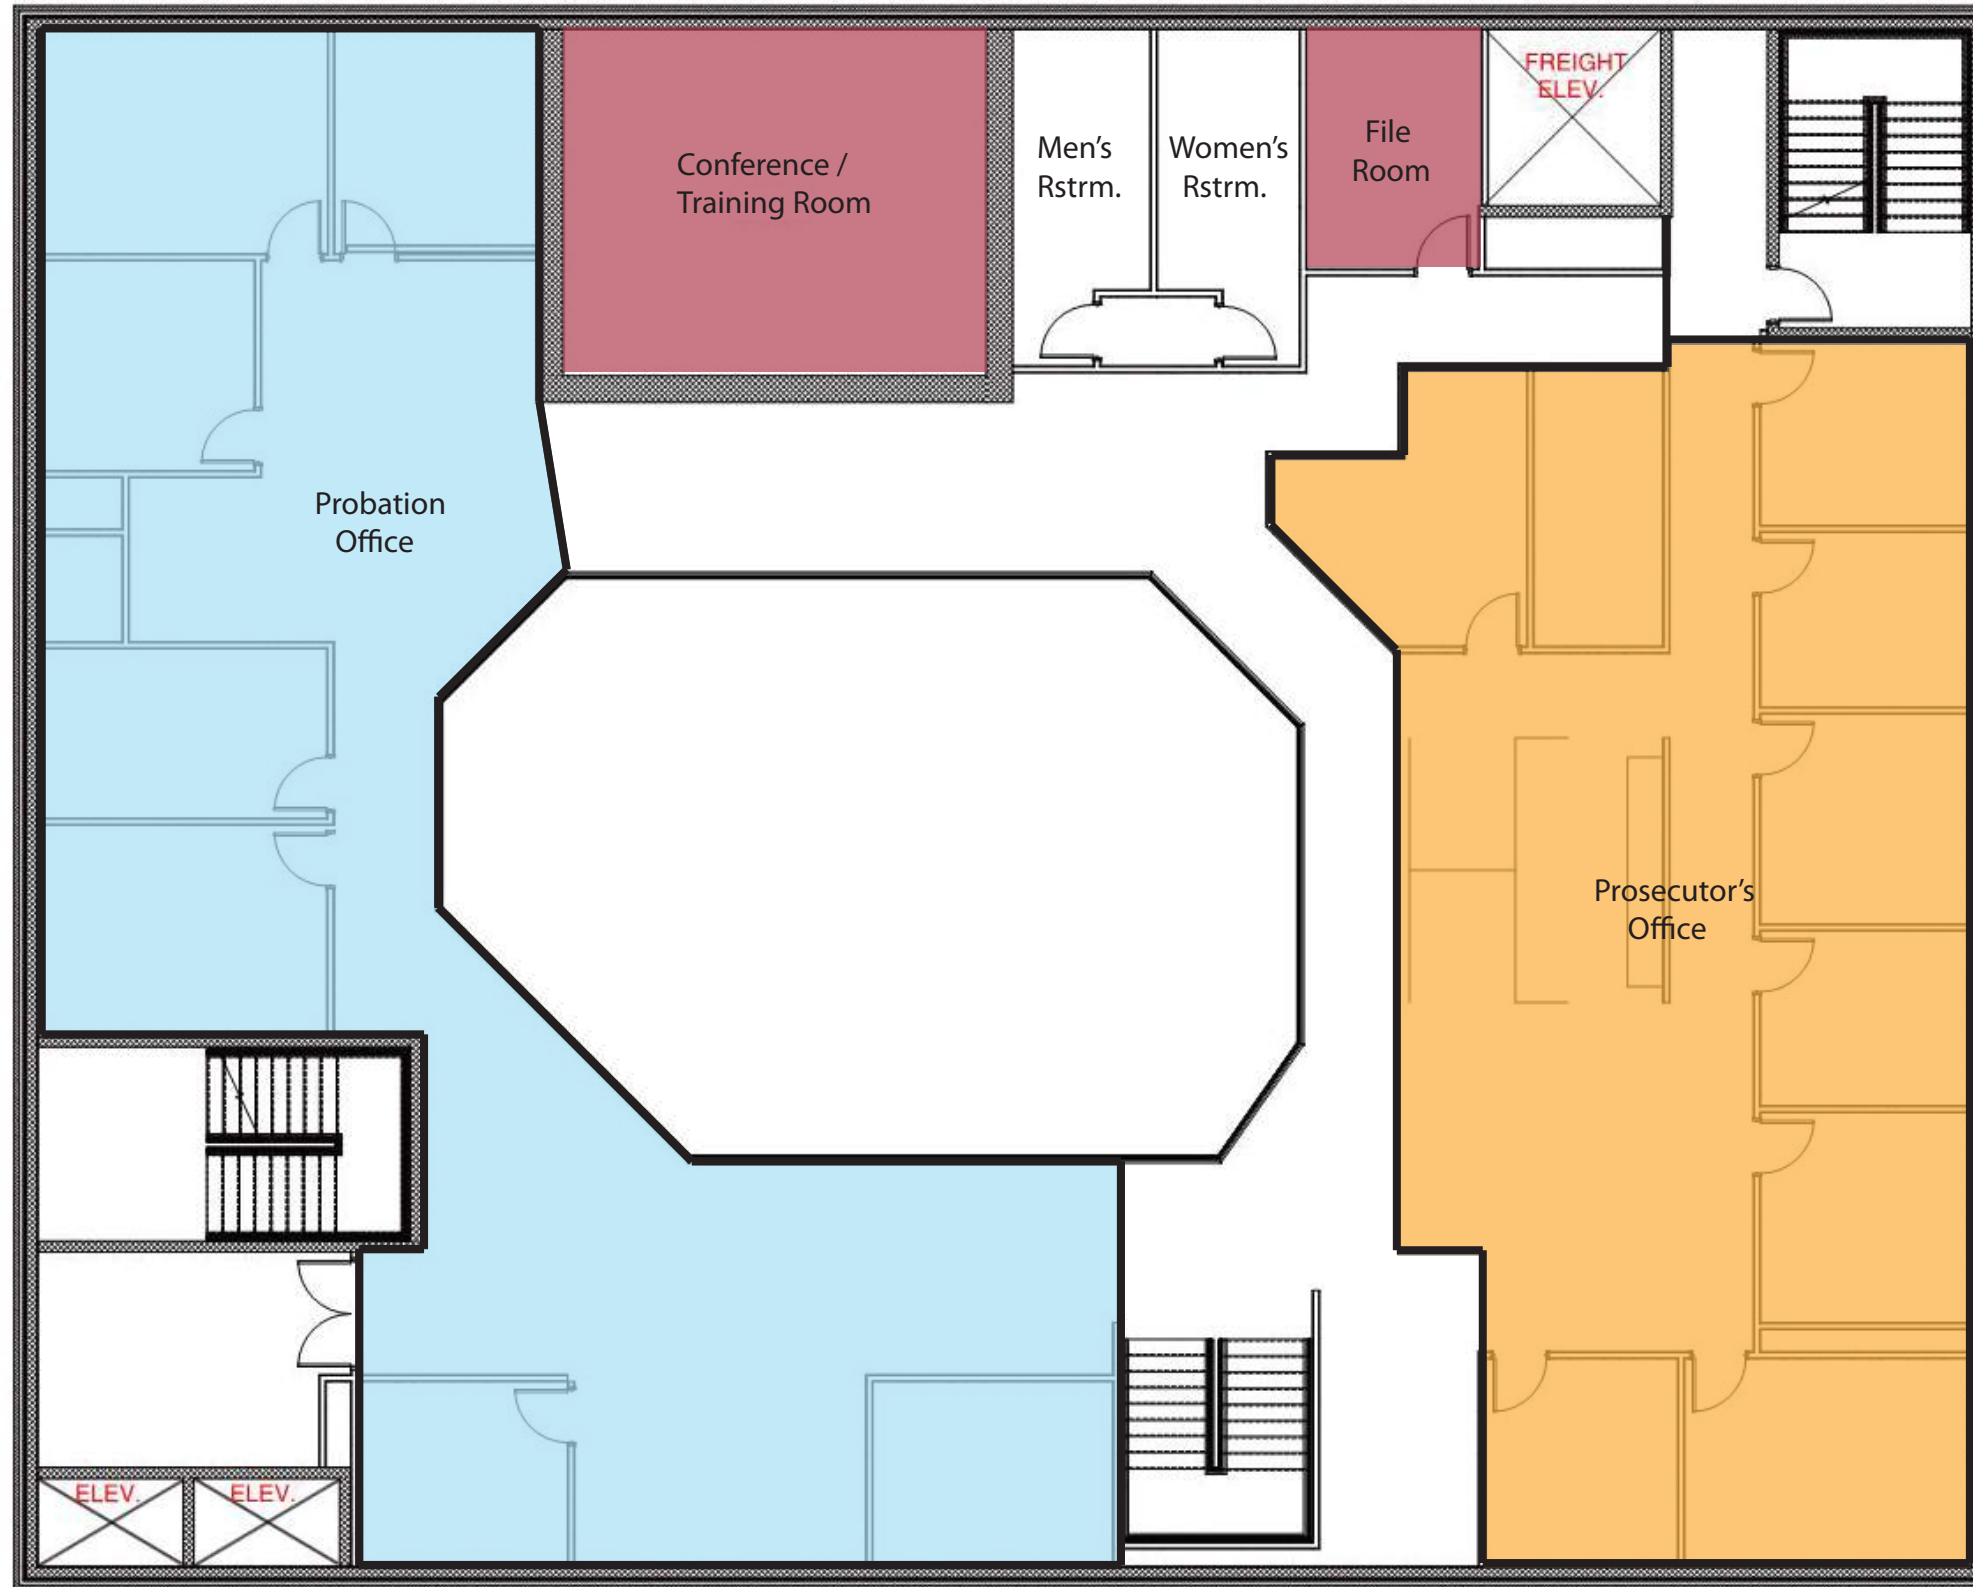 FREIGHT
ELEV.
Conference /
Training Room
Men's
Rstrm.
Women's
Rstrm.
File
Room
Probation
Office
Prosecutor's
Office
ELEV.
ELEV.